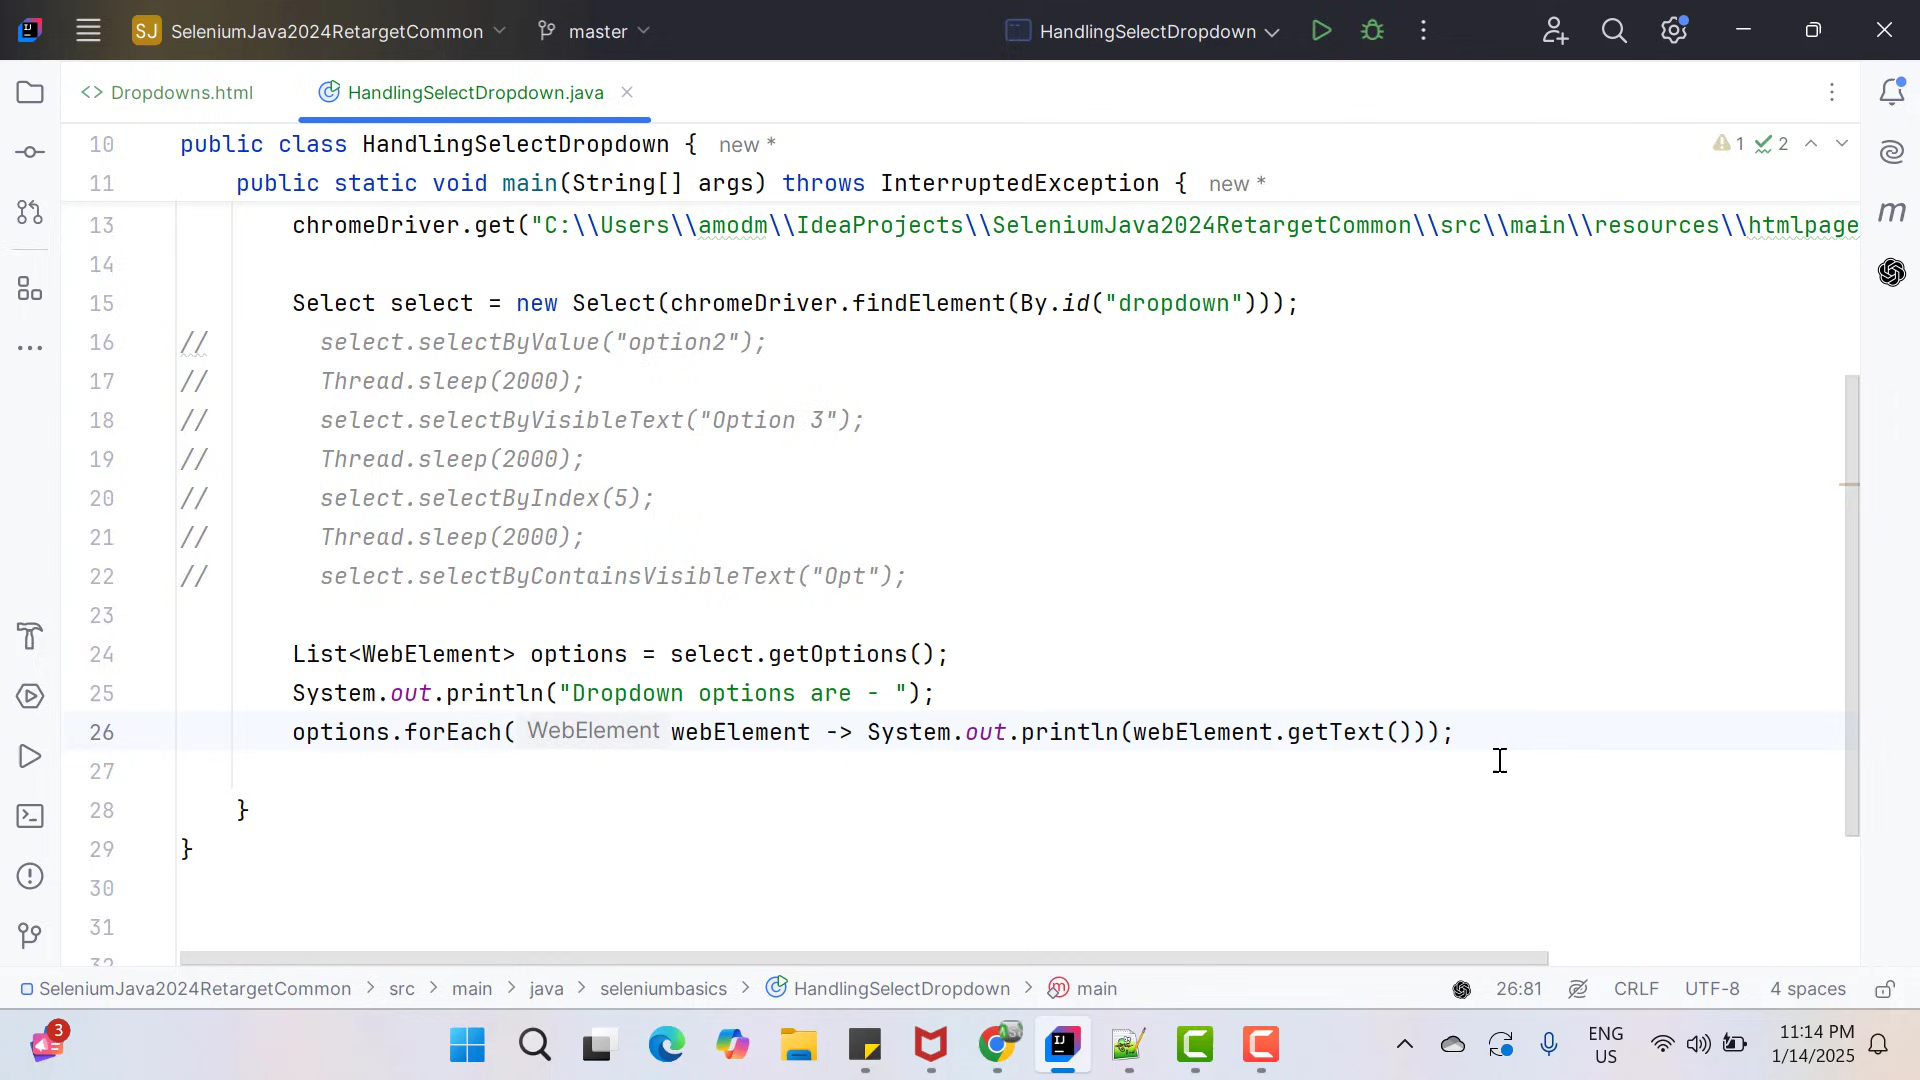 SJ SeleniumJava2024RetargetCommon master HandlingSelectDropdown
<> Dropdowns.html HandlingSelectDropdown.java
10 public class HandlingSelectDropdown { new *
1 2
11 public static void main(String[] args) throws InterruptedException { new *
13 chromeDriver.get("C:\\Users\\amodm\\IdeaProjects\\SeleniumJava2024RetargetCommon\\src\\main\\resources\\htmlpage
14
15 Select select = new Select(chromeDriver.findElement(By.id("dropdown")));
16 // select.selectByValue("option2");
17 // Thread.sleep(2000);
18 // select.selectByVisibleText("Option 3");
19 // Thread.sleep(2000);
20 // select.selectByIndex(5);
21 // Thread.sleep(2000);
22 // select.selectByContainsVisibleText("Opt");
23
24 List<WebElement> options = select.getOptions();
25 System.out.println("Dropdown options are - ");
26 options.forEach( WebElement webElement -> System.out.println(webElement.getText()));
27
28 }
29 }
30
31
32
SeleniumJava2024RetargetCommon > src > main > java > seleniumbasics > HandlingSelectDropdown > main 26:81 CRLF UTF-8 4 spaces
3
ENG
US
11:14 PM
1/14/2025